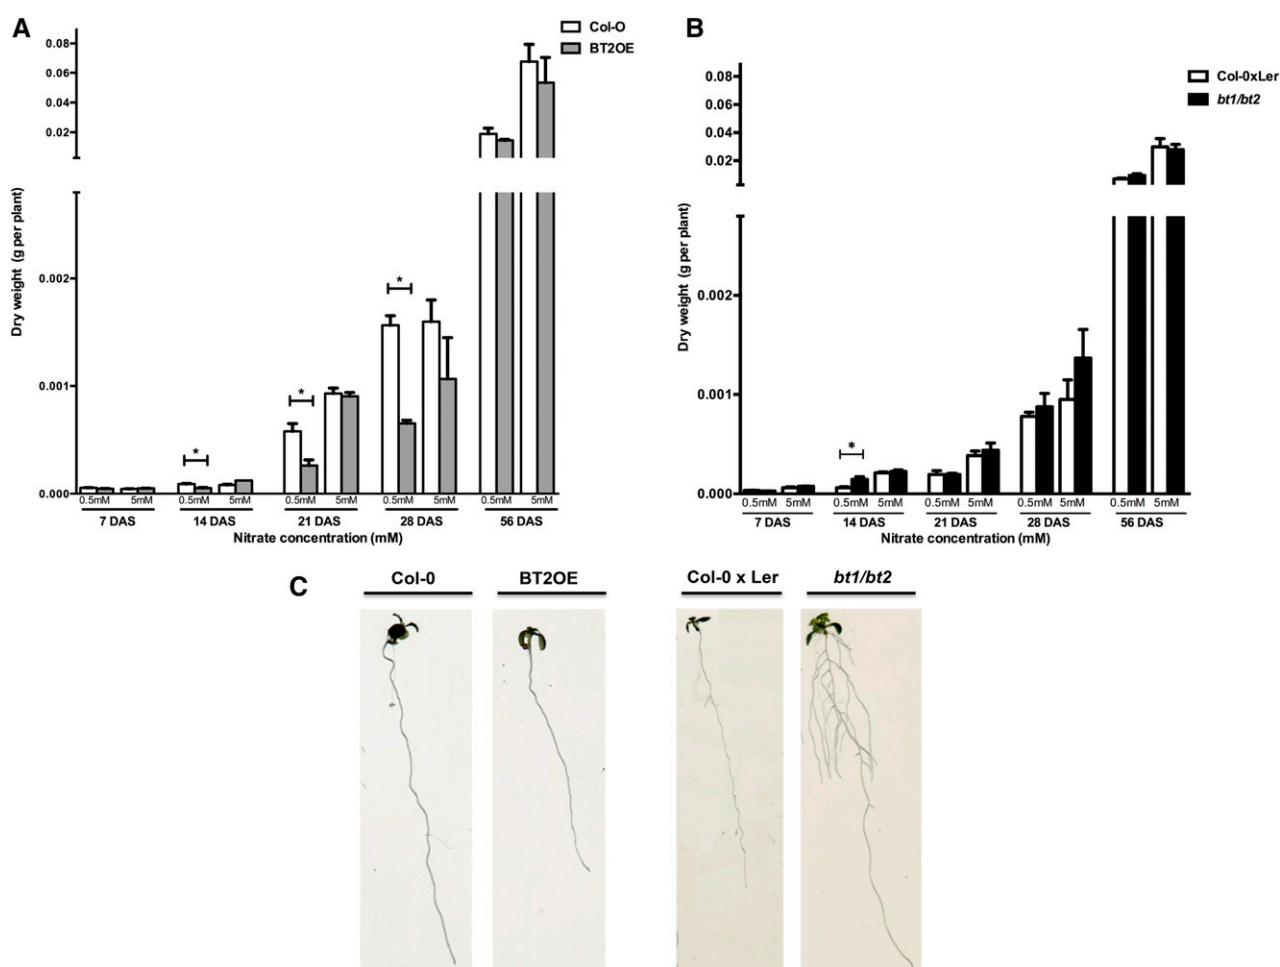 A
Col-O
BT2OE
Dry weight (g per plant)
0.08
0.06
0.04
0.02
0.002
0.001
0.000
*
*
*
0.5mM 5mM 0.5mM 5mM 0.5mM 5mM 0.5mM 5mM 0.5mM 5mM
7 DAS 14 DAS 21 DAS 28 DAS 56 DAS
Nitrate concentration (mM)
B
Col-0xLer
bt1/bt2
Dry weight (g per plant)
0.08
0.06
0.04
0.02
0.002
0.001
0.000
*
0.5mM 5mM 0.5mM 5mM 0.5mM 5mM 0.5mM 5mM 0.5mM 5mM
7 DAS 14 DAS 21 DAS 28 DAS 56 DAS
Nitrate concentration (mM)
C
Col-0 BT2OE Col-0 x Ler bt1/bt2